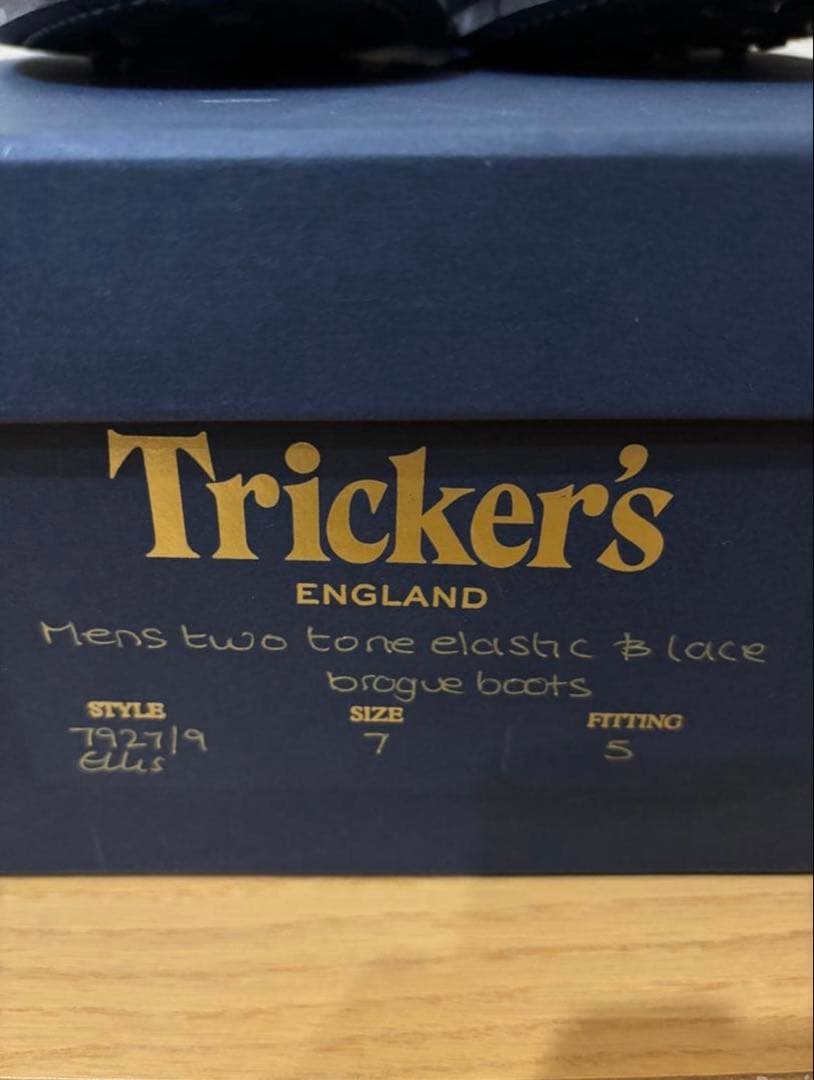 Tricker's
ENGLAND
Mens two tone elastic & lace
brogue boots
STYLE SIZE FITTING
7927/9 7 5
Ellis